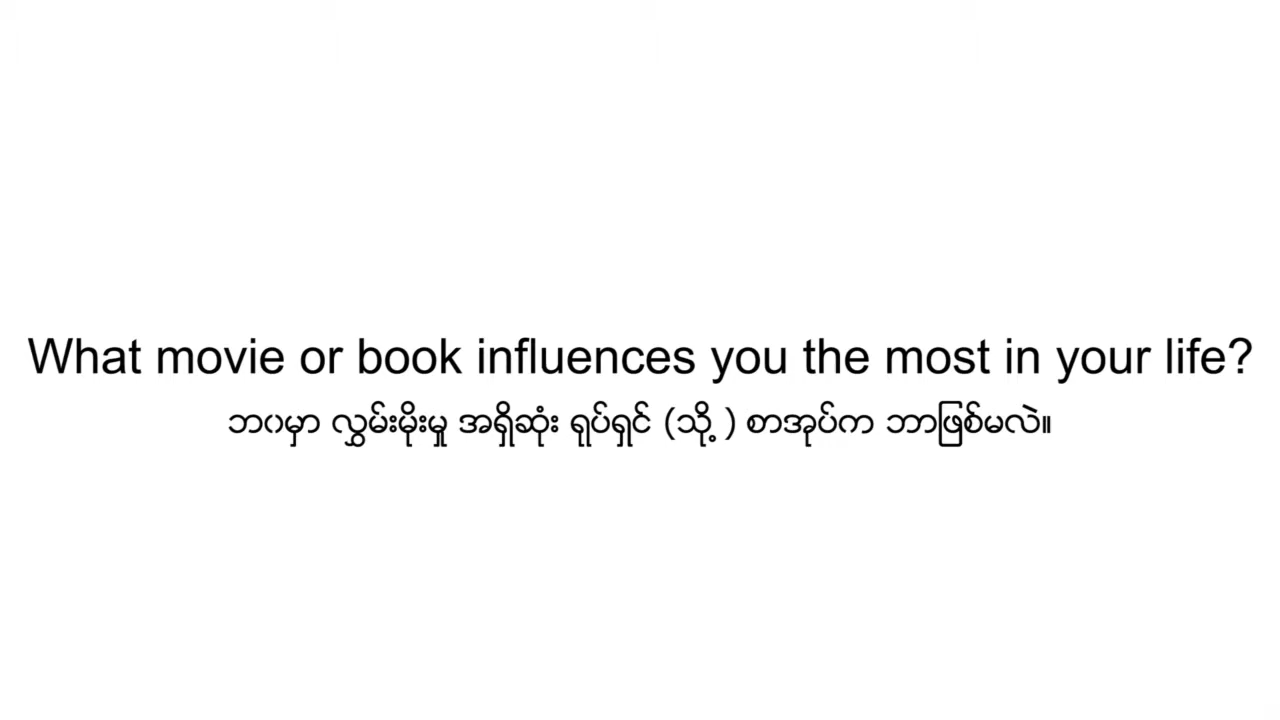 What movie or book influences you the most in your life?
ဘဝမှာ လွှမ်းမိုးမှု အရှိဆုံး ရုပ်ရှင် (သို့ ) စာအုပ်က ဘာဖြစ်မလဲ။